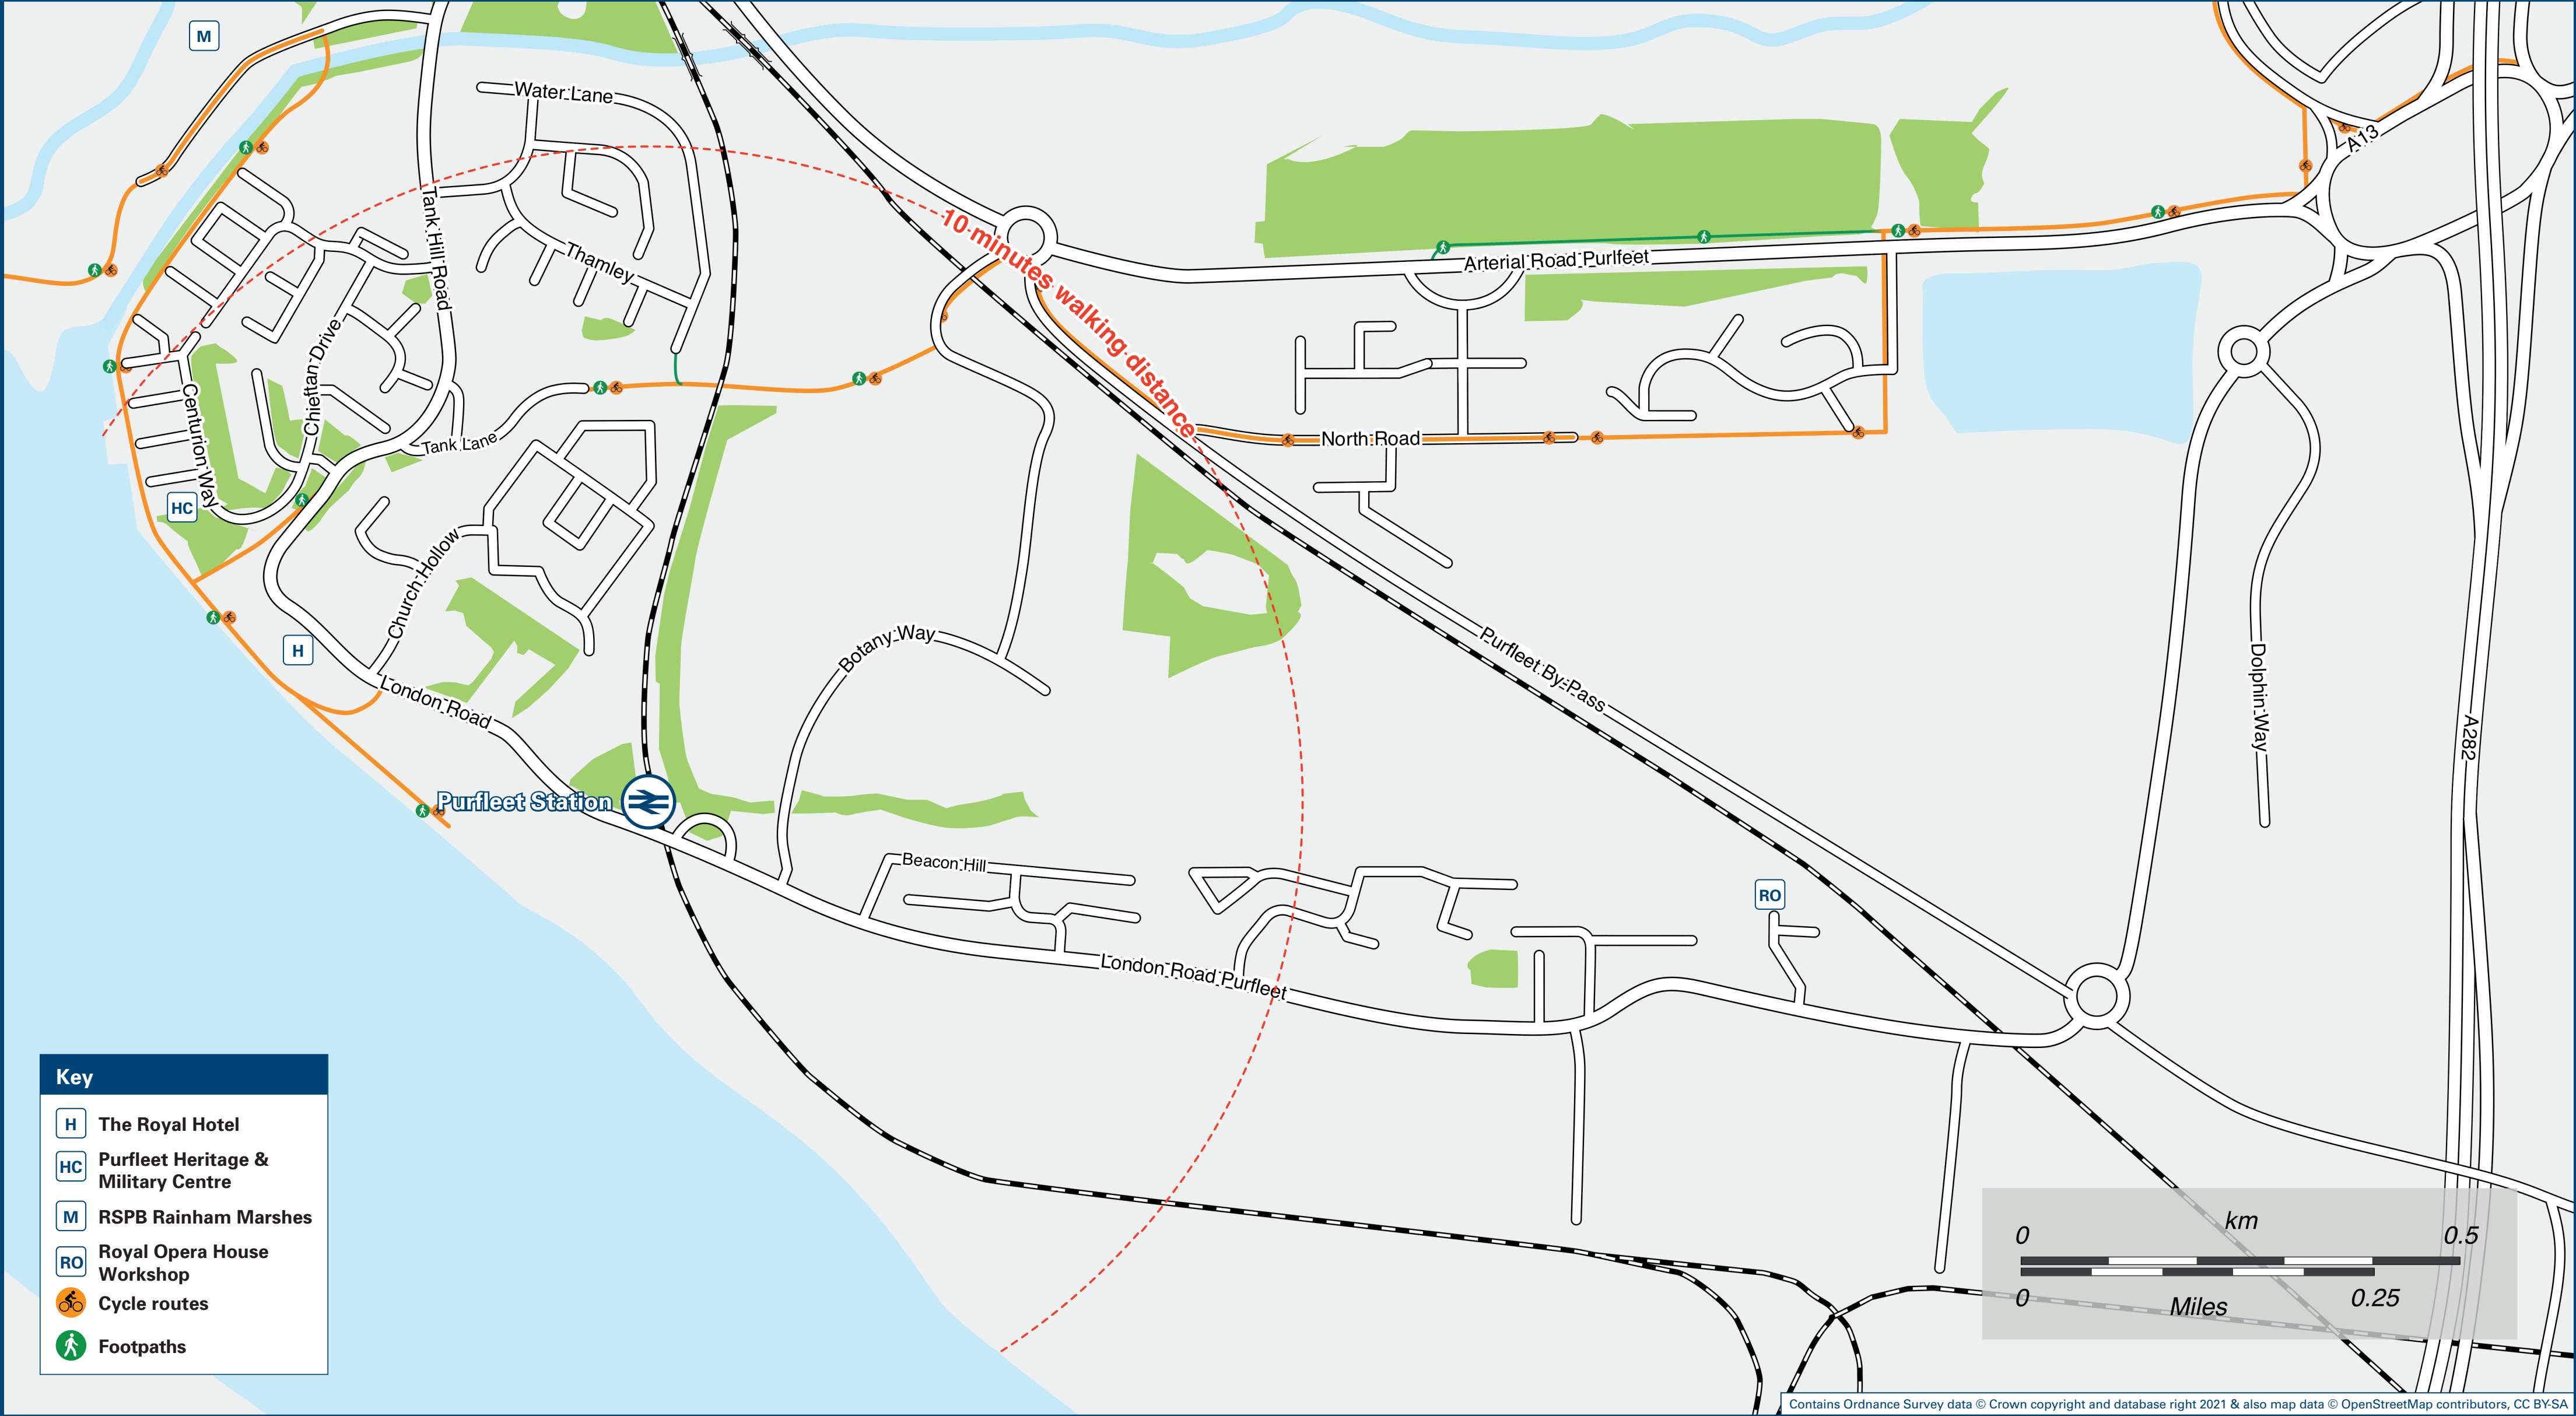 M
Water Lane
A13
10 minutes walking distance
Tank Hill Road
Thamley
Arterial Road Purlfeet
Chieftan Drive
Centurion Way
Tank Lane
North Road
HC
Church Hollow
H
Botany Way
Purfleet By-Pass
Dolphin Way
London Road
A282
Purfleet Station
Beacon Hill
RO
London Road Purfleet
Key
H The Royal Hotel
HC Purfleet Heritage &
Military Centre
M RSPB Rainham Marshes
RO Royal Opera House
Workshop
Cycle routes
Footpaths
km
0 0.5
0 0.25
Miles
Contains Ordnance Survey data © Crown copyright and database right 2021 & also map data © OpenStreetMap contributors, CC BY-SA